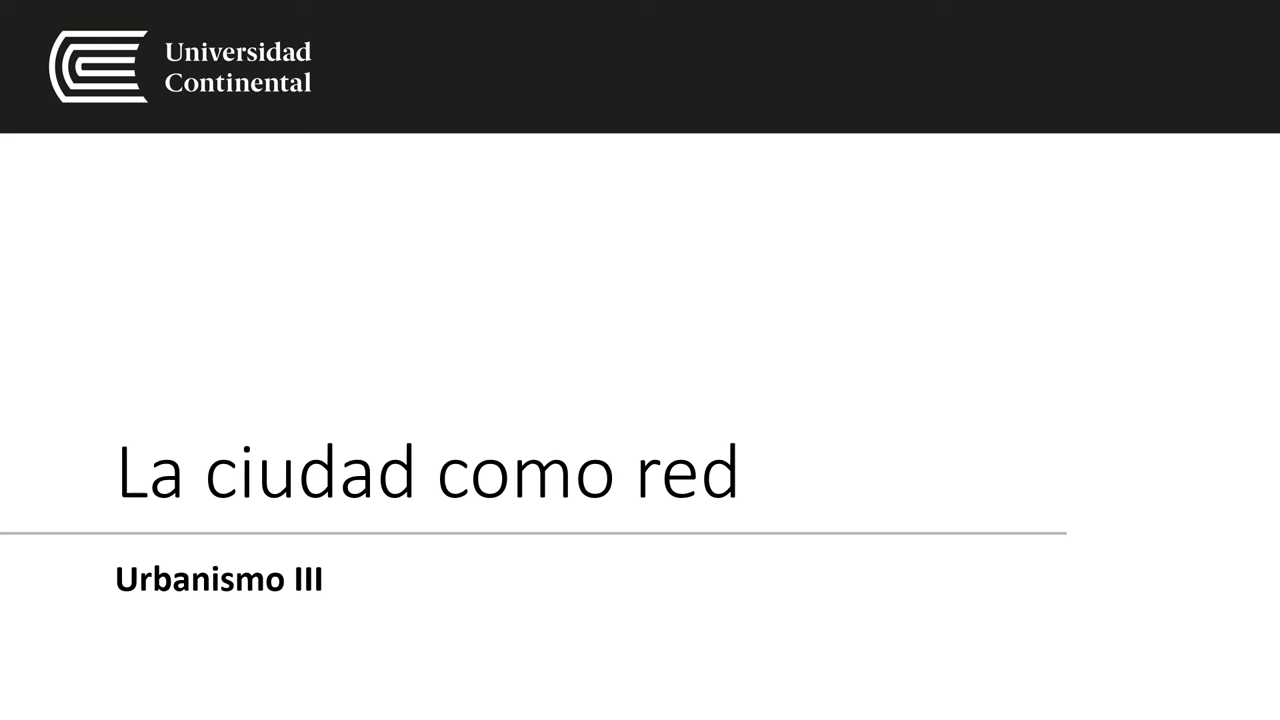 Universidad
Continental
La ciudad como red
Urbanismo III